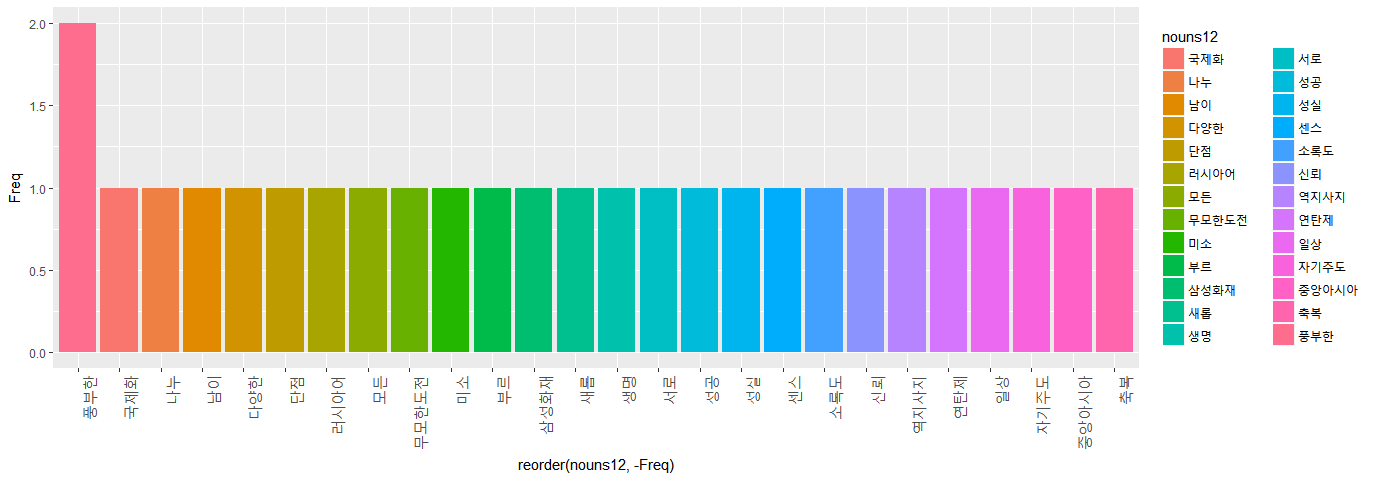 Freq
2.0
1.5
1.0
0.5
0.0
풍부한
국제화
나누
남이
다양한
단점
러시아어
모든
무모한도전
미소
부르
삼성화재
새롭
생명
서로
성공
성실
센스
소록도
신뢰
역지사지
연탄제
일상
자기주도
중앙아시아
축복
reorder(nouns12, -Freq)
nouns12
국제화
나누
남이
다양한
단점
러시아어
모든
무모한도전
미소
부르
삼성화재
새롭
생명
서로
성공
성실
센스
소록도
신뢰
역지사지
연탄제
일상
자기주도
중앙아시아
축복
풍부한